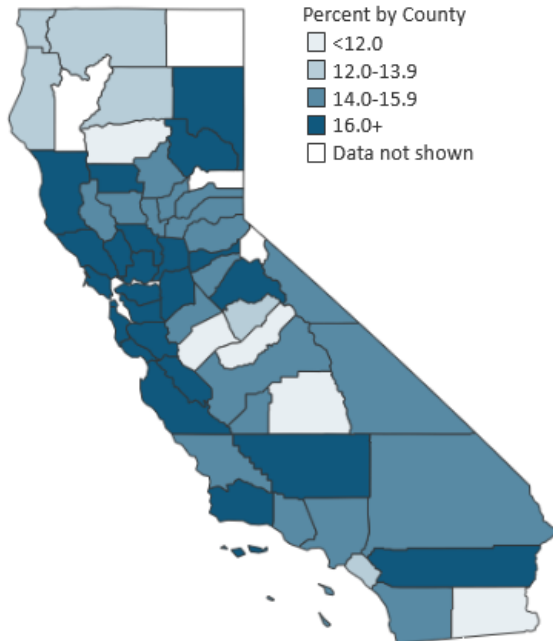 Percent by County
<12.0
12.0-13.9
14.0-15.9
16.0+
Data not shown